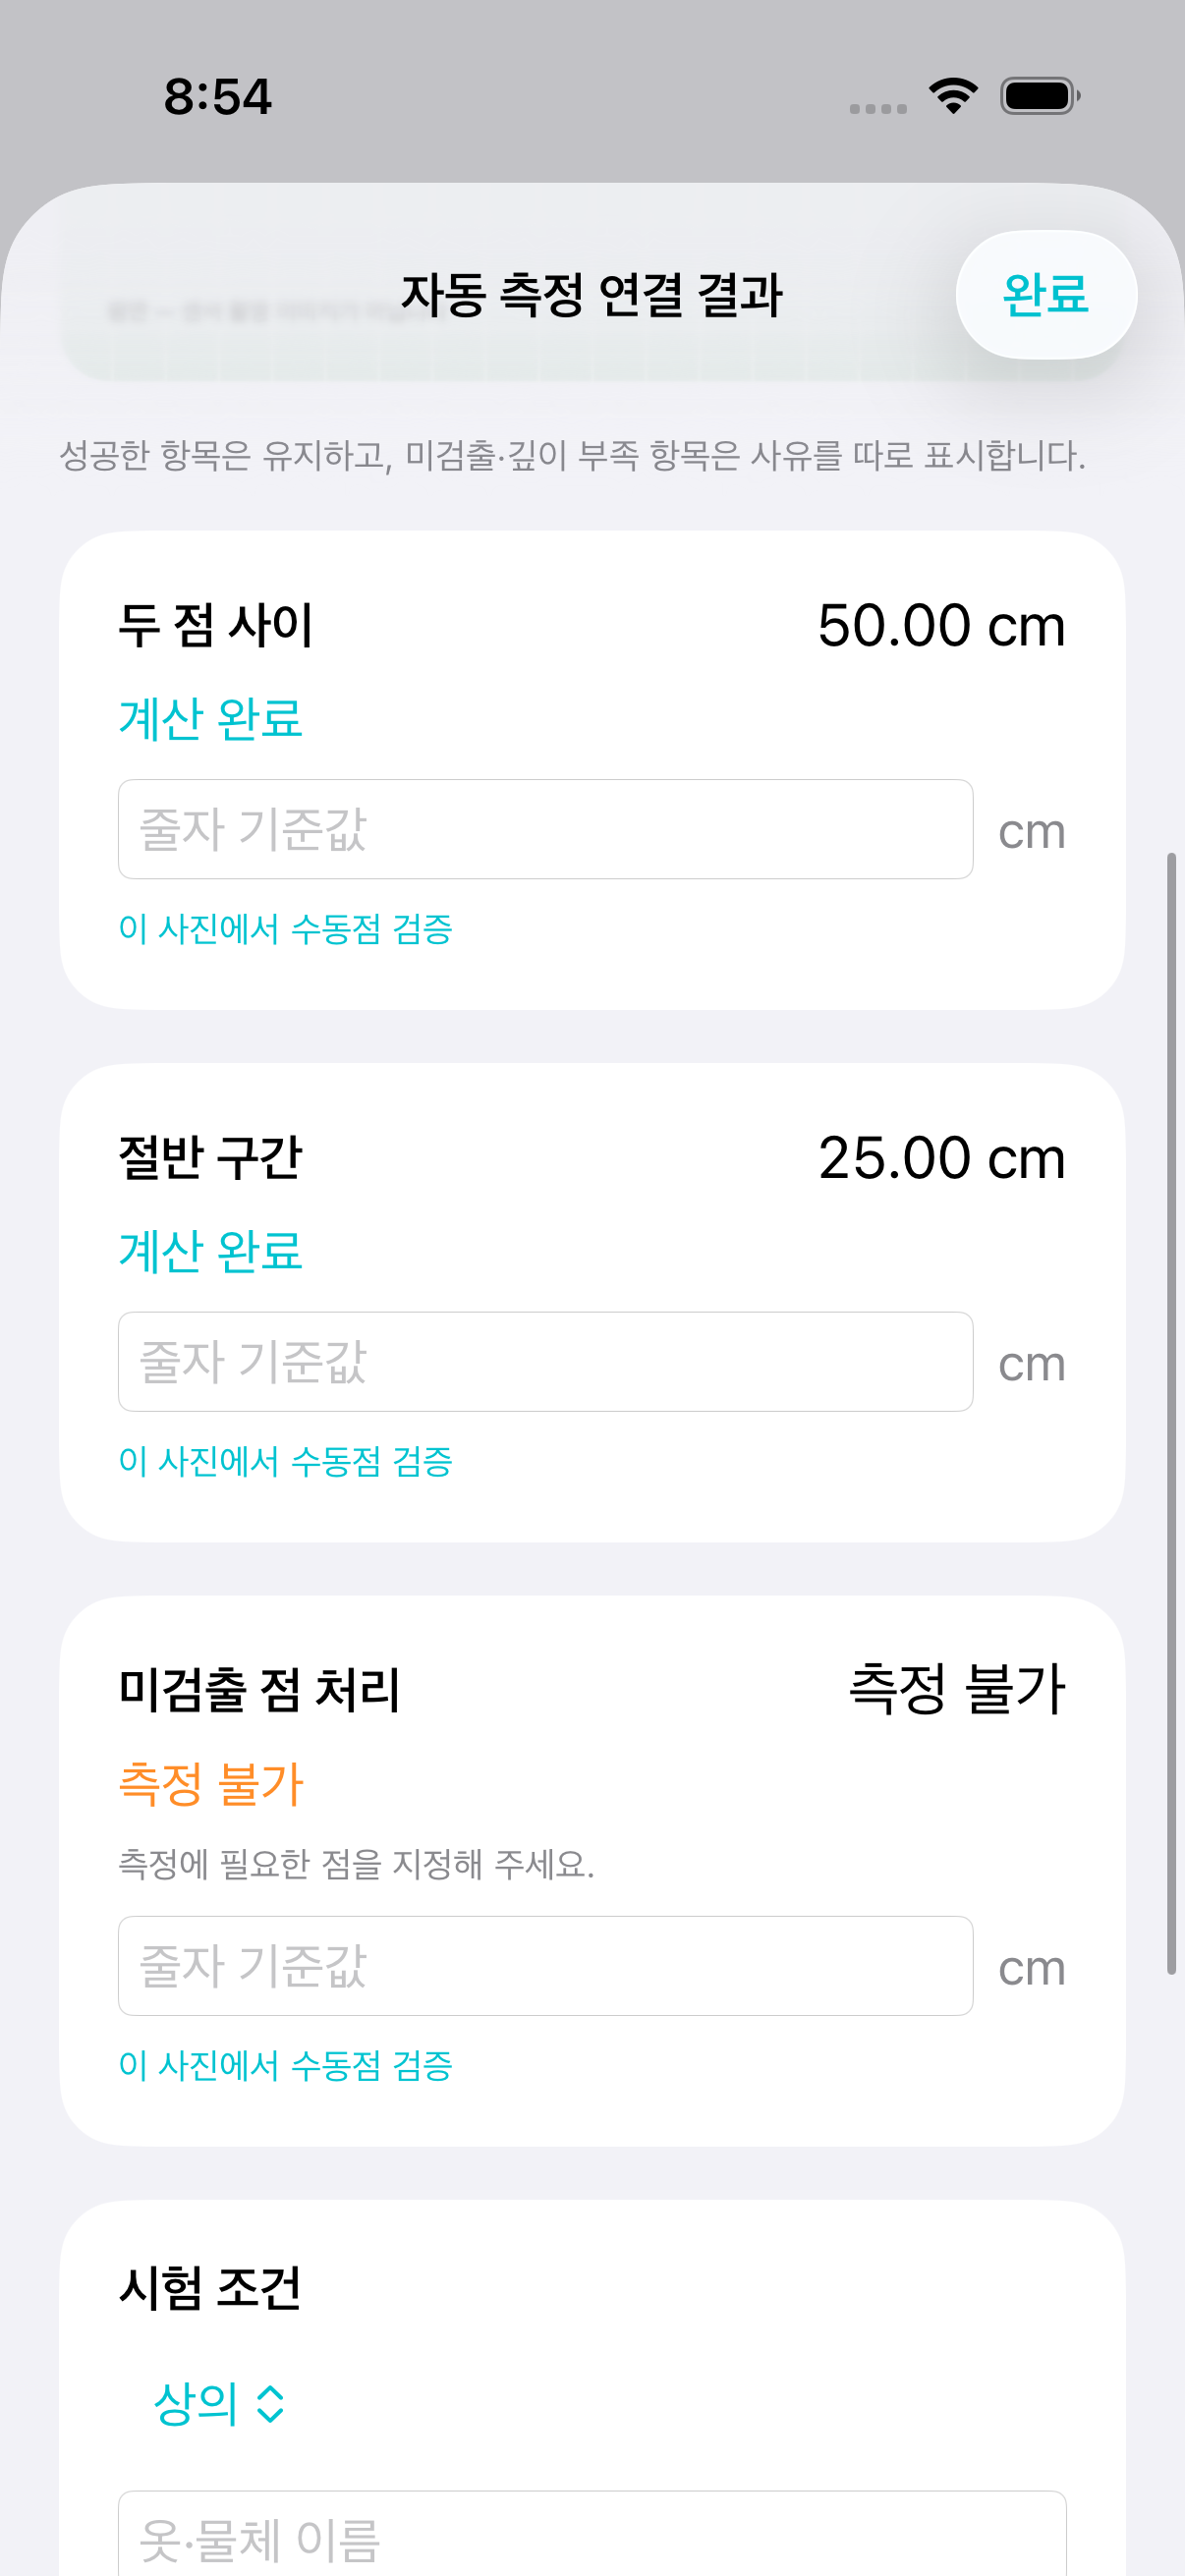 8:54
자동 측정 연결 결과
완료
성공한 항목은 유지하고, 미검출·깊이 부족 항목은 사유를 따로 표시합니다.
두 점 사이
50.00 cm
계산 완료
줄자 기준값
cm
이 사진에서 수동점 검증
절반 구간
25.00 cm
계산 완료
줄자 기준값
cm
이 사진에서 수동점 검증
미검출 점 처리
측정 불가
측정 불가
측정에 필요한 점을 지정해 주세요.
줄자 기준값
cm
이 사진에서 수동점 검증
시험 조건
상의
옷·물체 이름